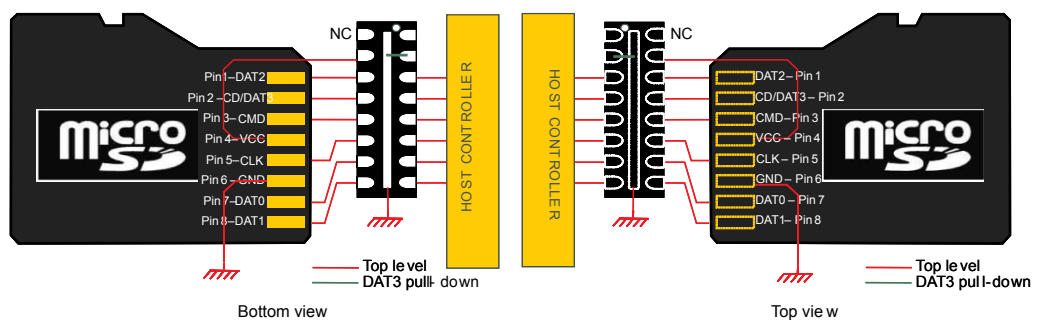 NC
Pin1–DAT2
Pin 2 –CD/DAT3
Pin 3–CMD
Pin 4–VCC
Pin 5–CLK
Pin 6–GND
Pin 7–DAT0
Pin 8–DAT1
micro
SD
HOST CONTROLLER
Top level
DAT3 pulll- down
Bottom view
HOST CONTROLLER
NC
DAT2– Pin 1
CD/DAT3– Pin 2
CMD–Pin 3
VCC – Pin 4
CLK – Pin 5
GND – Pin 6
DAT0 – Pin 7
DAT1– Pin 8
micro
SD
Top level
DAT3 pull-down
Top view